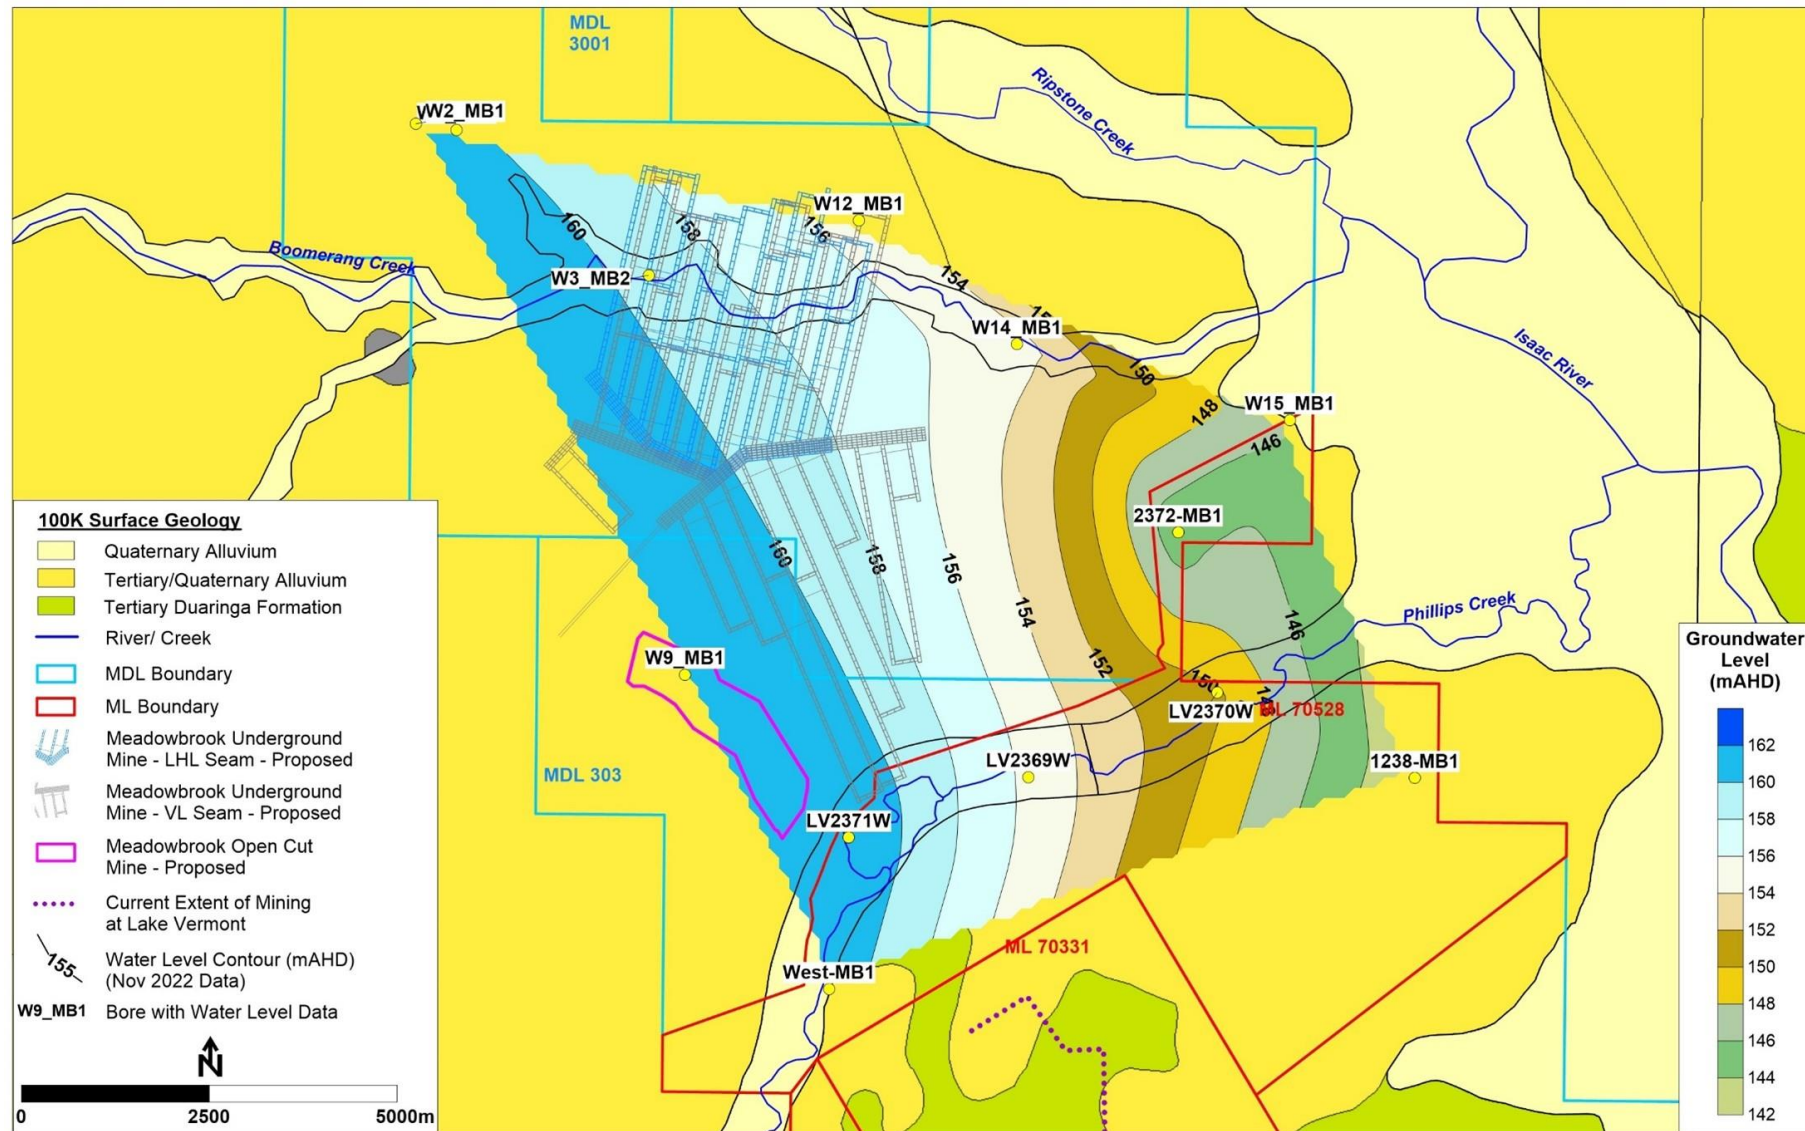 MDL
3001
W2_MB1
Ripstone Creek
W12_MB1
160
158
156
Boomerang Creek
W3_MB2
154
W14_MB1
Isaac River
150
148
W15_MB1
146
2372-MB1
160
158
156
154
152
146
Phillips Creek
W9_MB1
150
LV2370W
ML 70528
MDL 303
LV2369W
1238-MB1
LV2371W
ML 70331
West-MB1
100K Surface Geology
Quaternary Alluvium
Tertiary/Quaternary Alluvium
Tertiary Duaringa Formation
River/ Creek
MDL Boundary
ML Boundary
Meadowbrook Underground
Mine - LHL Seam - Proposed
Meadowbrook Underground
Mine - VL Seam - Proposed
Meadowbrook Open Cut
Mine - Proposed
Current Extent of Mining
at Lake Vermont
155
Water Level Contour (mAHD)
(Nov 2022 Data)
W9_MB1 Bore with Water Level Data
N
0 2500 5000m
Groundwater
Level
(mAHD)
162
160
158
156
154
152
150
148
146
144
142